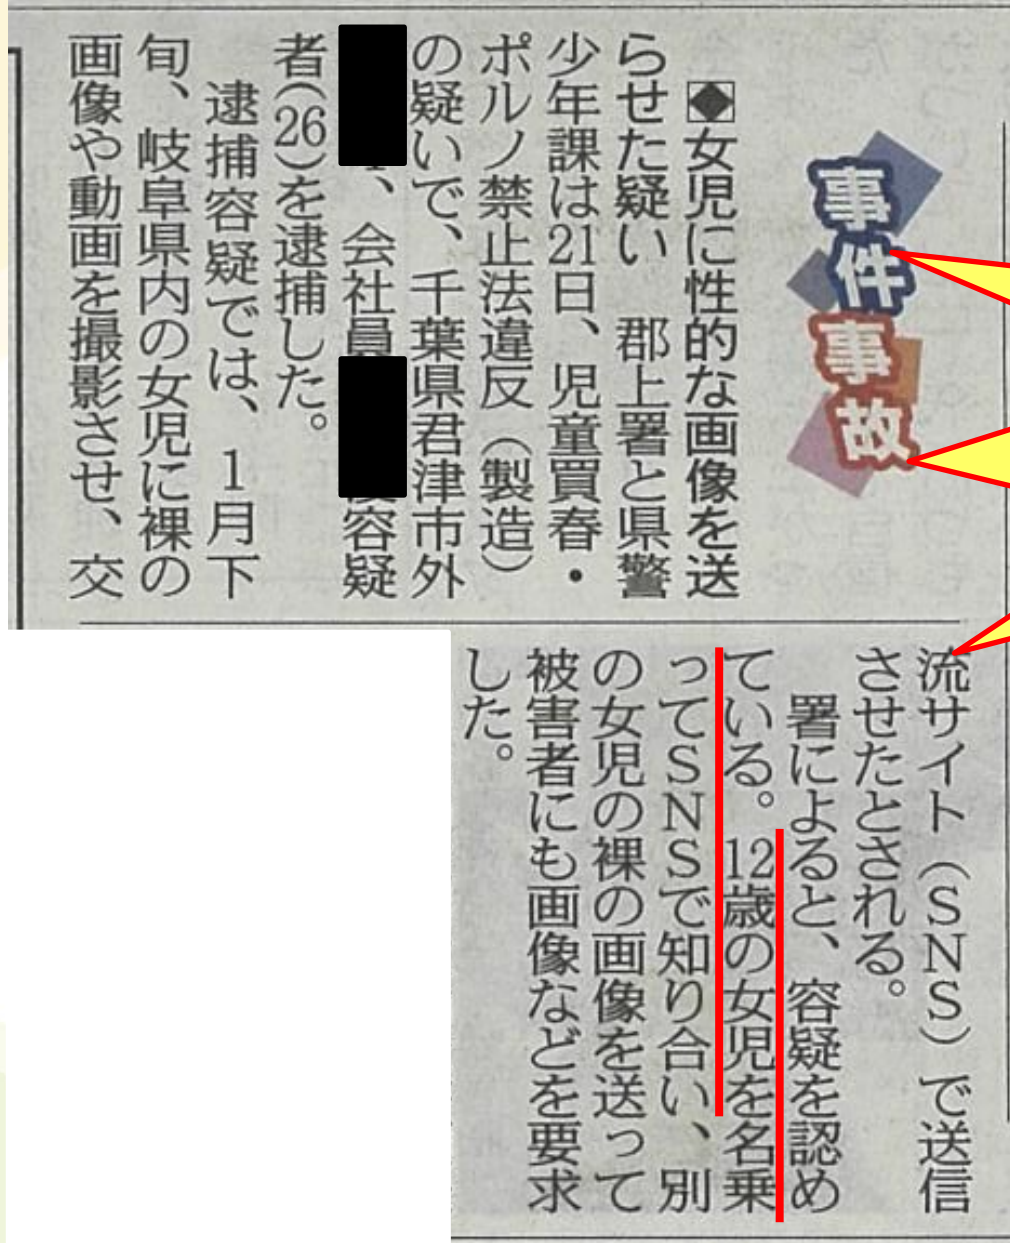 事件
事故
◆女児に性的な画像を送
らせた疑い　郡上署と県警
少年課は21日、児童買春・
ポルノ禁止法違反（製造）
の疑いで、千葉県君津市外
、会社員　容疑
者(26)を逮捕した。
　逮捕容疑では、1月下
旬、岐阜県内の女児に裸の
画像や動画を撮影させ、交
流サイト（SNS）で送信
させたとされる。
　署によると、容疑を認め
ている。12歳の女児を名乗
ってSNSで知り合い、別
の女児の裸の画像を送って
被害者にも画像などを要求
した。